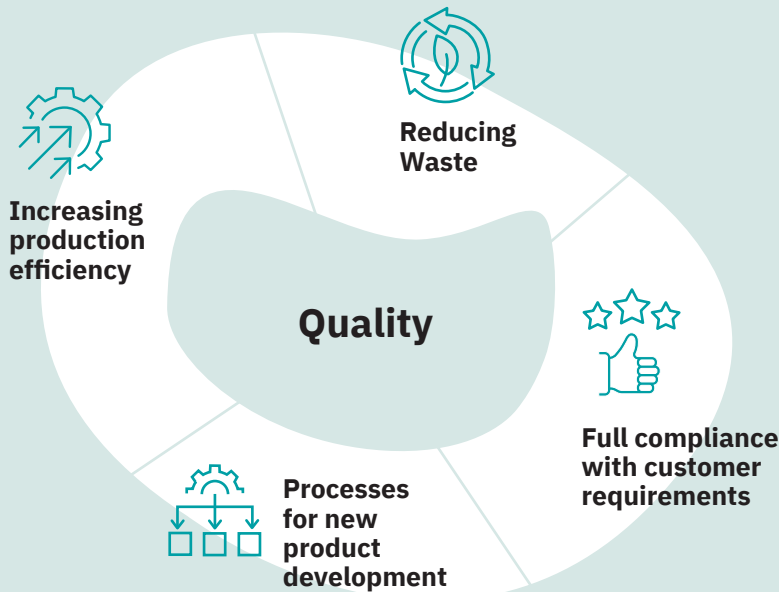 Reducing
Waste
Increasing
production
efficiency
Quality
Full compliance
with customer
requirements
Processes
for new
product
development